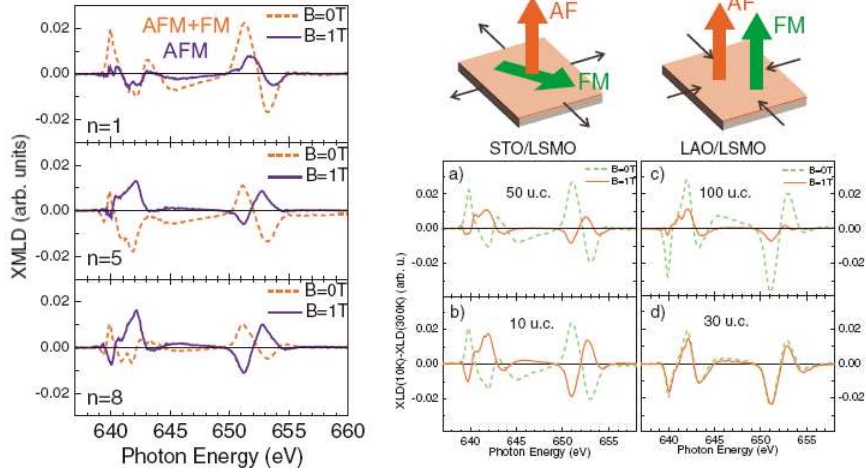 AFM+FM
AFM
B=0T
B=1T
0.02
0.00
-0.02
n=1
B=0T
B=1T
0.02
0.00
-0.02
n=5
B=0T
B=1T
0.02
0.00
-0.02
n=8
XMLD (arb. units)
640 645 650 655 660
Photon Energy (eV)
AF
FM
STO/LSMO
AF
FM
LAO/LSMO
a)
50 u.c.
B=0T
B=1T
0.02
0.00
-0.02
-0.04
c)
100 u.c.
B=0T
B=1T
0.02
0.00
-0.02
-0.04
b)
10 u.c.
0.02
0.00
-0.02
d)
30 u.c.
0.02
0.00
-0.02
XLD(10K)-XLD(300K) (arb. u.)
640 645 650 655
Photon Energy (eV)
640 645 650 655
Photon Energy (eV)